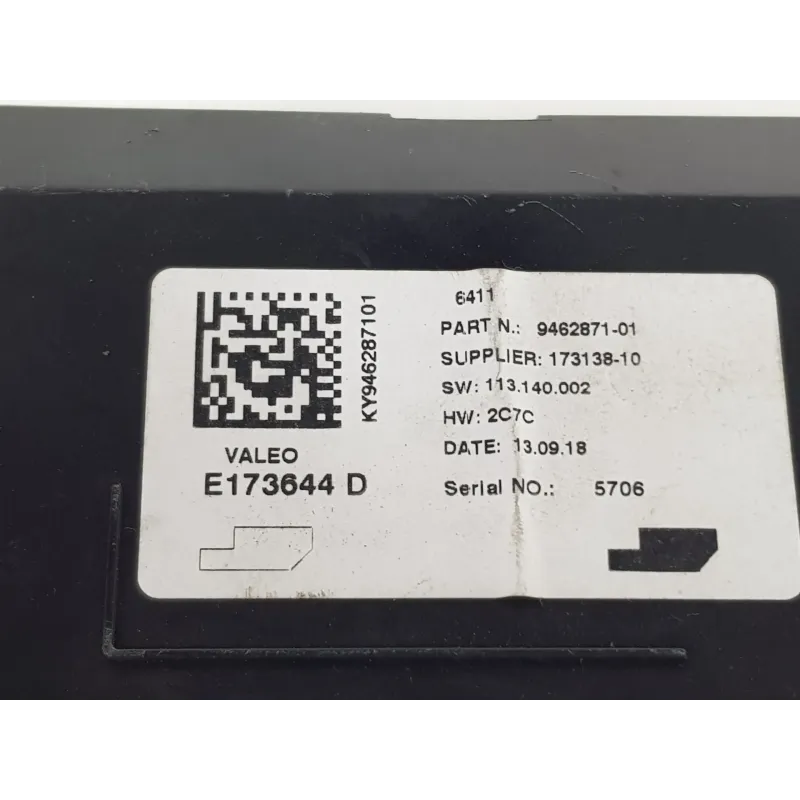 KY946287101
VALEO
E173644 D
6411
PART N.: 9462871-01
SUPPLIER: 173138-10
SW: 113.140.002
HW: 2C7C
DATE: 13.09.18
Serial NO.: 5706